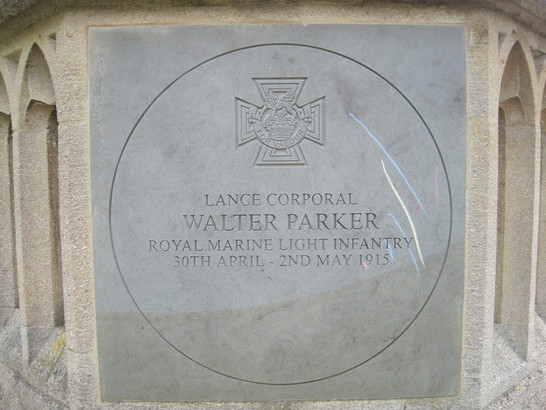 LANCE CORPORAL
WALTER PARKER
ROYAL MARINE LIGHT INFANTRY
30TH APRIL - 2ND MAY 1915